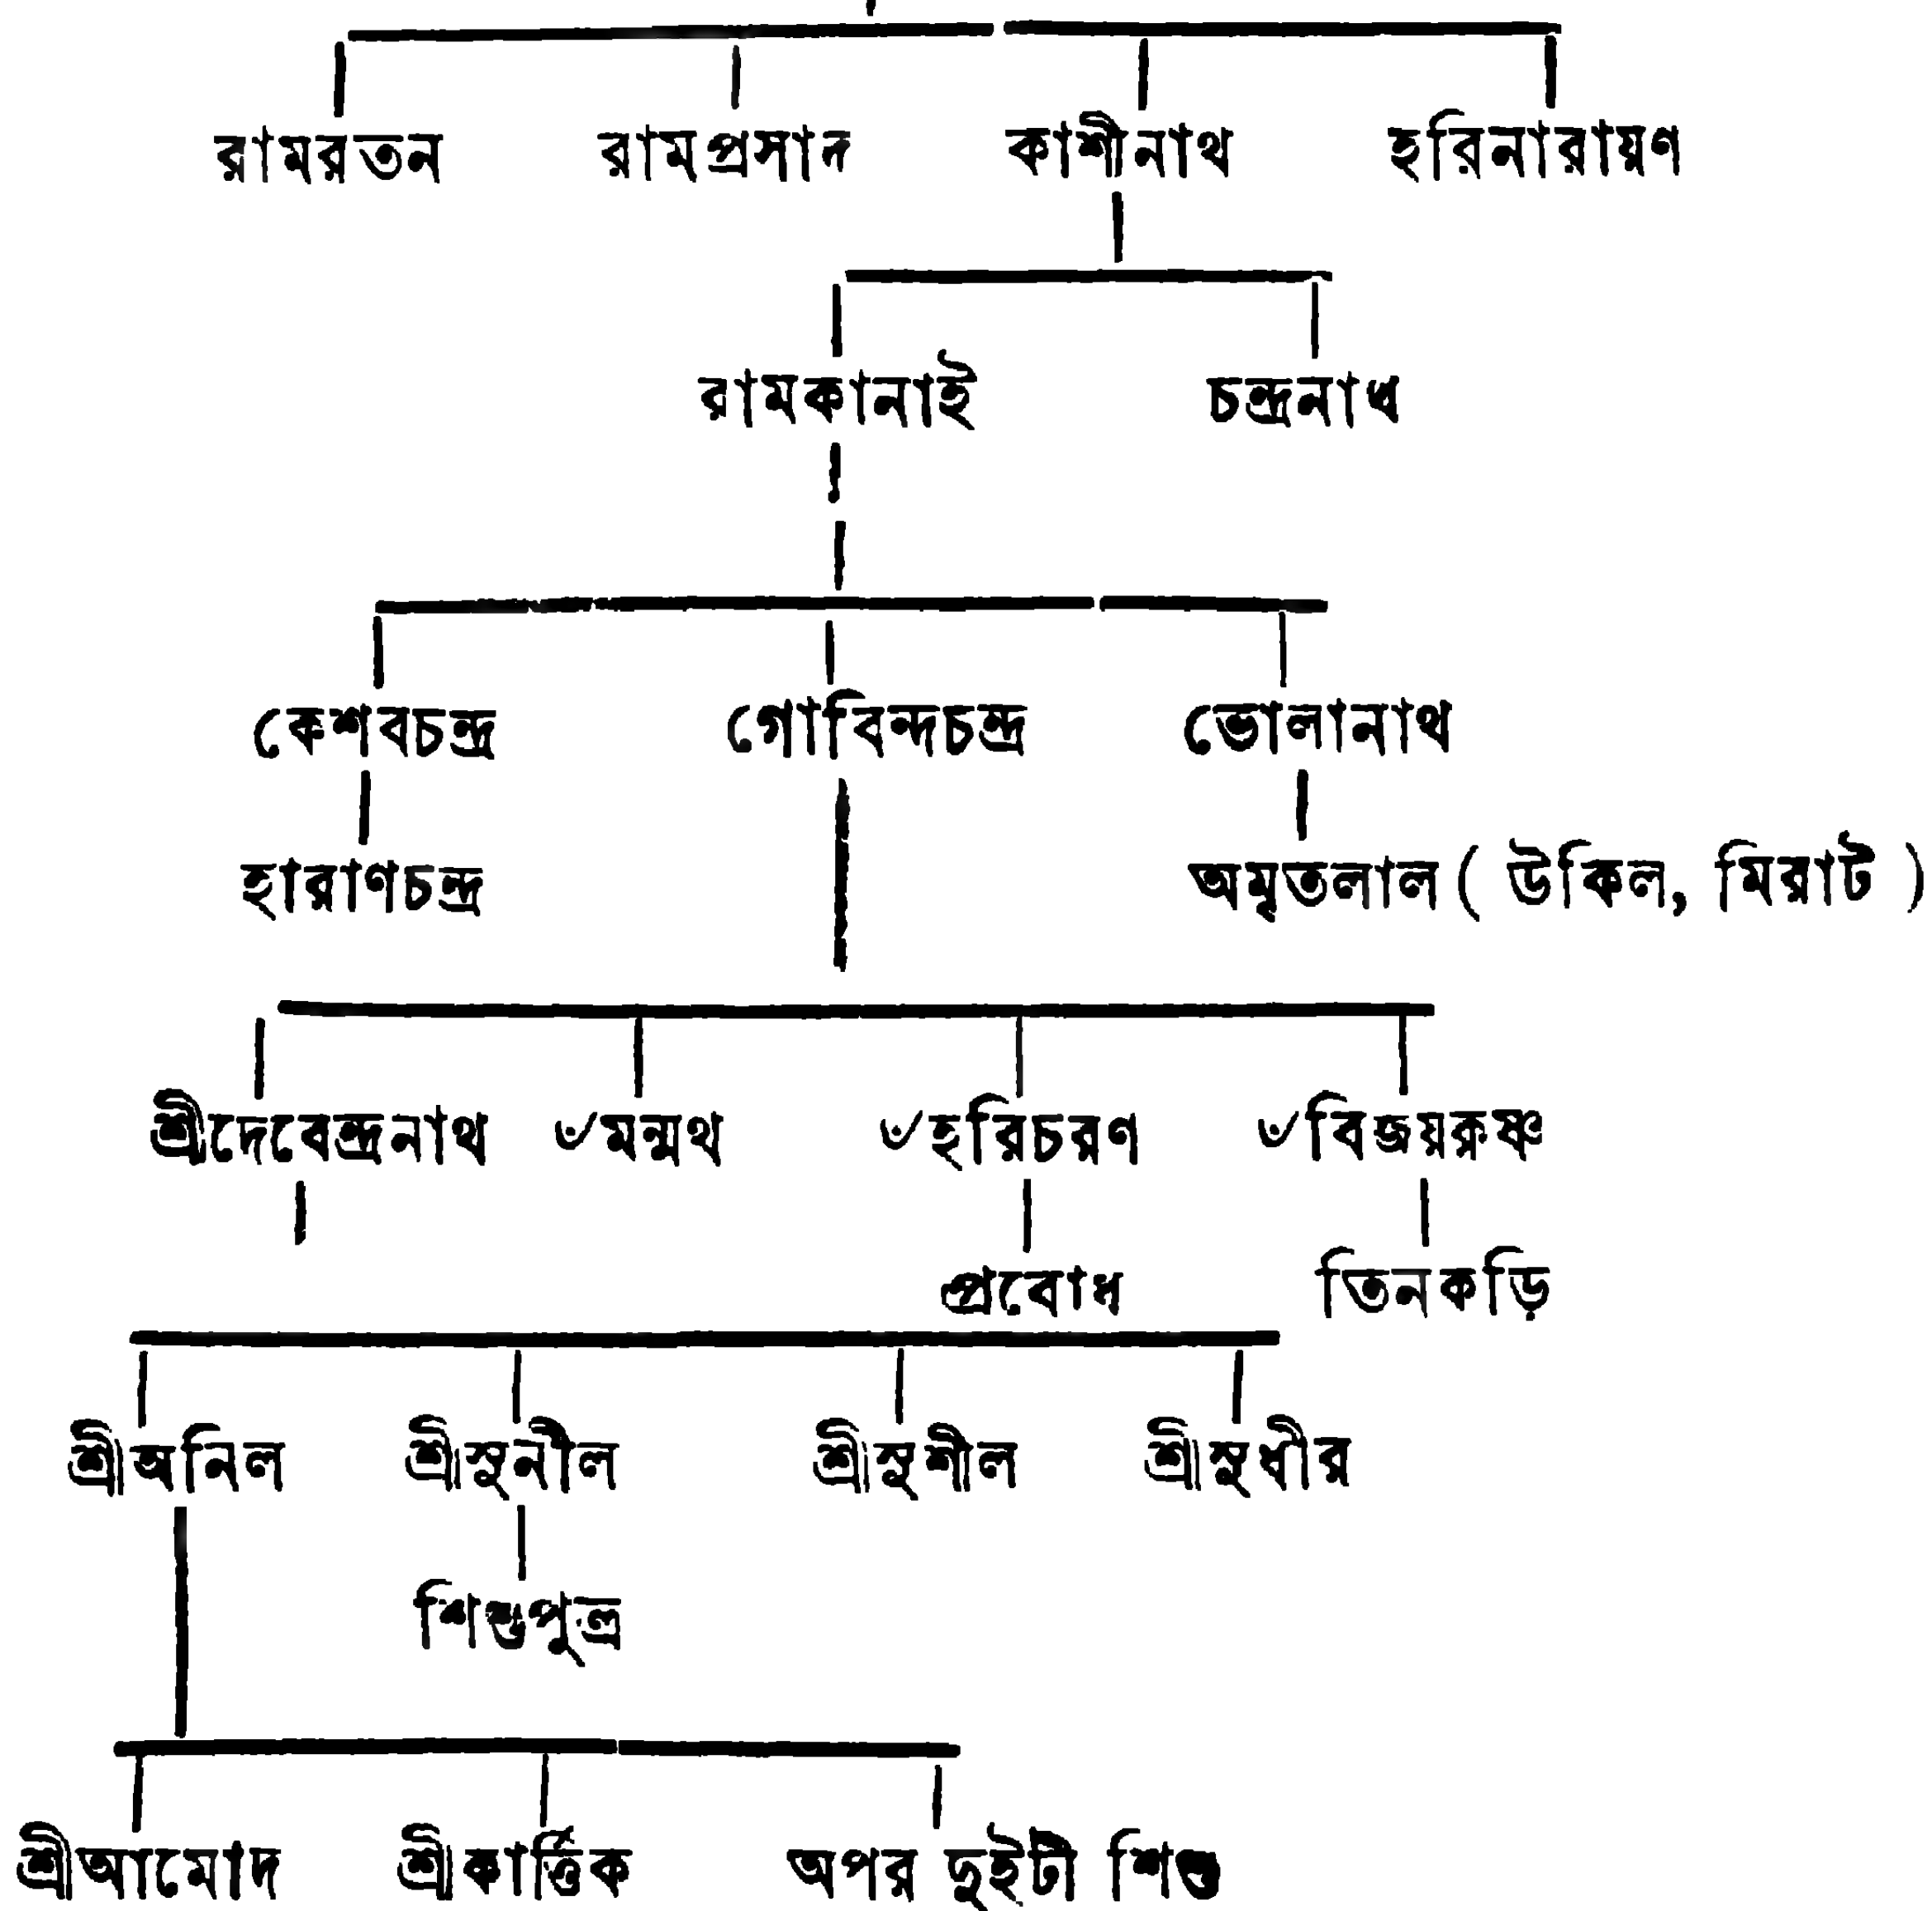 রামরতন রামপ্রসাদ কাশীনাথ হরিনারায়ণ
রামকানাই চন্দ্রনাথ
কেশবচন্দ্র গোবিন্দচন্দ্র ভোলানাথ
হারাণচন্দ্র অমৃতলাল ( উকিল, মিরাট )
শ্রীদেবেন্দ্রনাথ ৺মন্মথ ৺হরিচরণ ৺বিজয়কৃষ্ণ
প্রবোধ তিনকড়ি
শ্রীঅনিল শ্রীসুনীল শ্রীসুশীল শ্রীসুধীর
শিশুপুত্র
শ্রীআমোদ শ্রীকার্ত্তিক অপর দুইটী শিশু